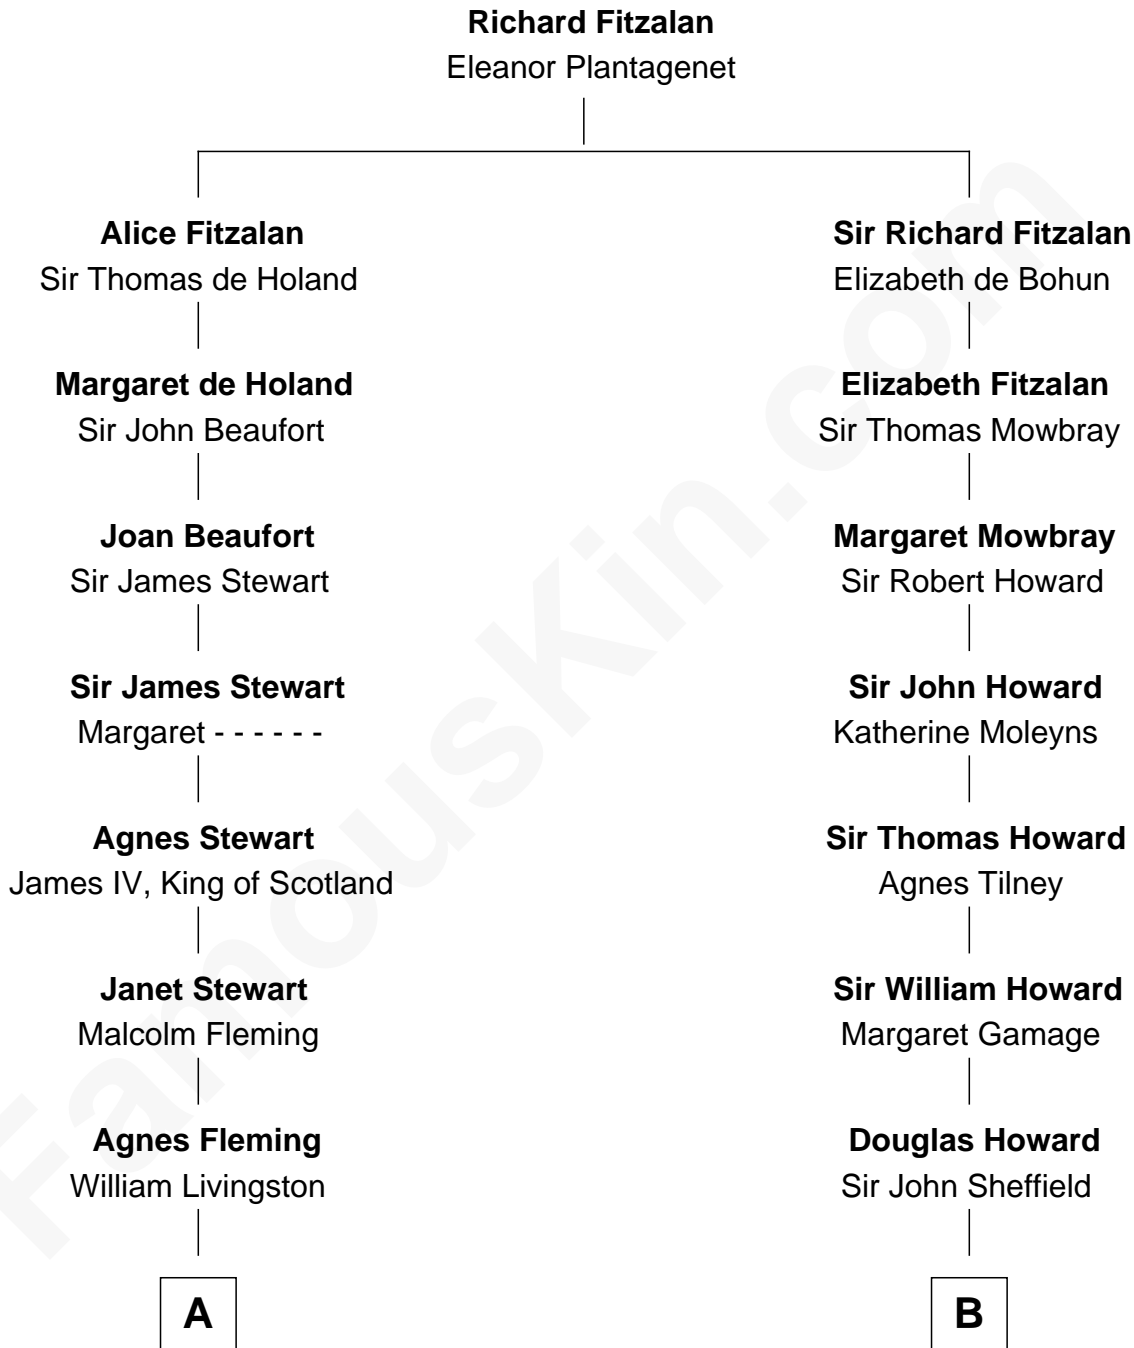 Richard Fitzalan
Eleanor Plantagenet
Alice Fitzalan
Sir Thomas de Holand
Sir Richard Fitzalan
Elizabeth de Bohun
Margaret de Holand
Sir John Beaufort
Elizabeth Fitzalan
Sir Thomas Mowbray
Joan Beaufort
Sir James Stewart
Margaret Mowbray
Sir Robert Howard
Sir James Stewart
Margaret - - - - - -
Sir John Howard
Katherine Moleyns
Agnes Stewart
James IV, King of Scotland
Sir Thomas Howard
Agnes Tilney
Janet Stewart
Malcolm Fleming
Sir William Howard
Margaret Gamage
Agnes Fleming
William Livingston
Douglas Howard
Sir John Sheffield
A
B
FamousKin.com